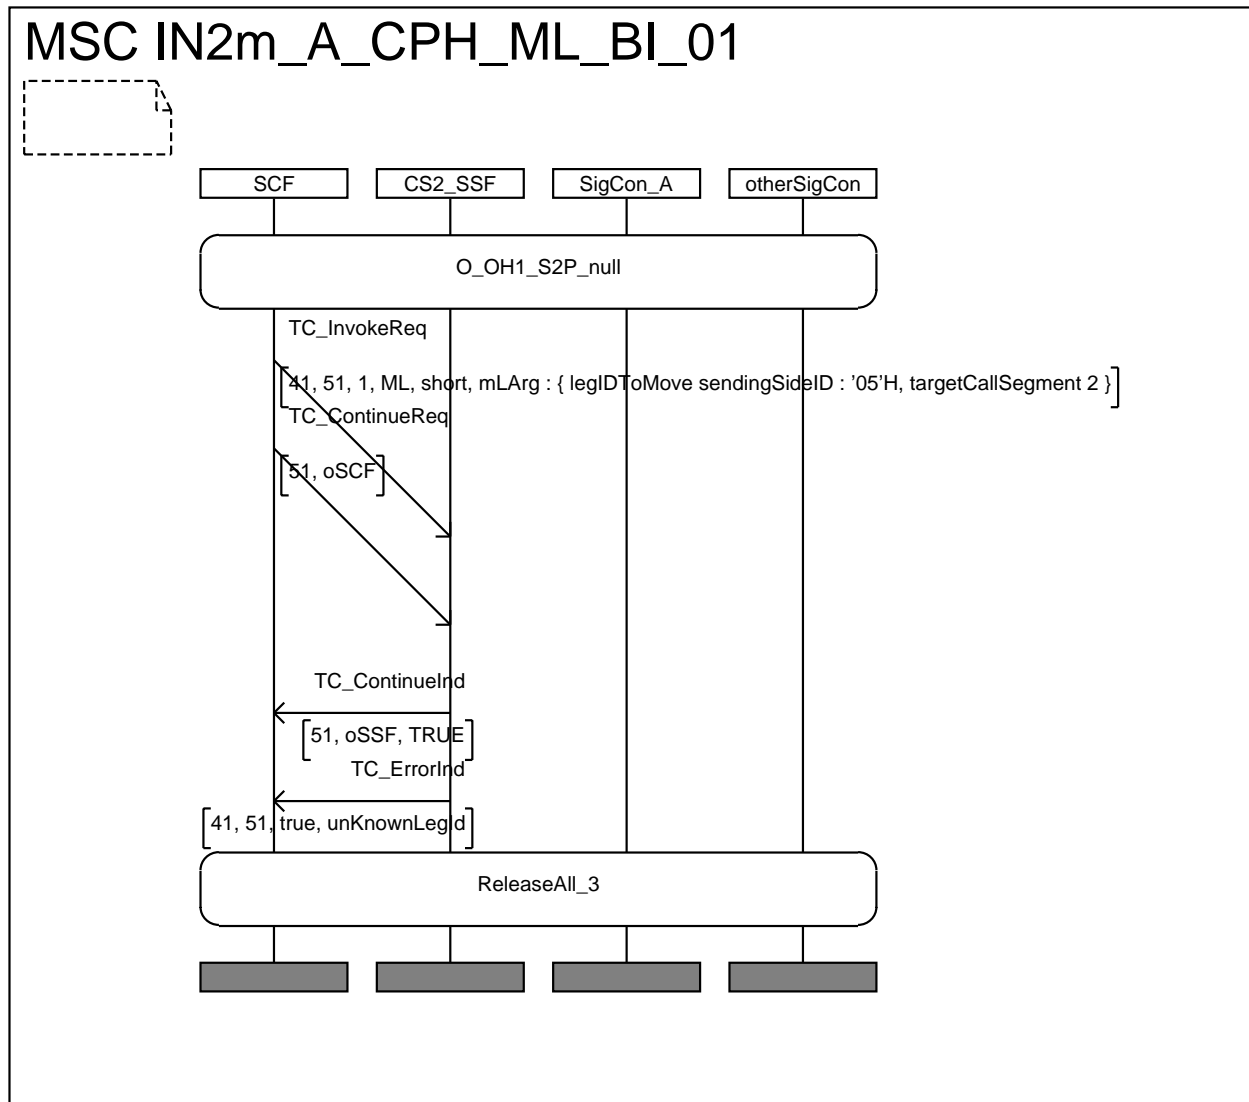 MSC IN2m_A_CPH_ML_BI_01
SCF CS2_SSF SigCon_A otherSigCon
O_OH1_S2P_null
TC_InvokeReq
41, 51, 1, ML, short, mLArg : { legIDToMove sendingSideID : '05'H, targetCallSegment 2 }
TC_ContinueReq
51, oSCF
TC_ContinueInd
51, oSSF, TRUE
TC_ErrorInd
41, 51, true, unKnownLegId
ReleaseAll_3